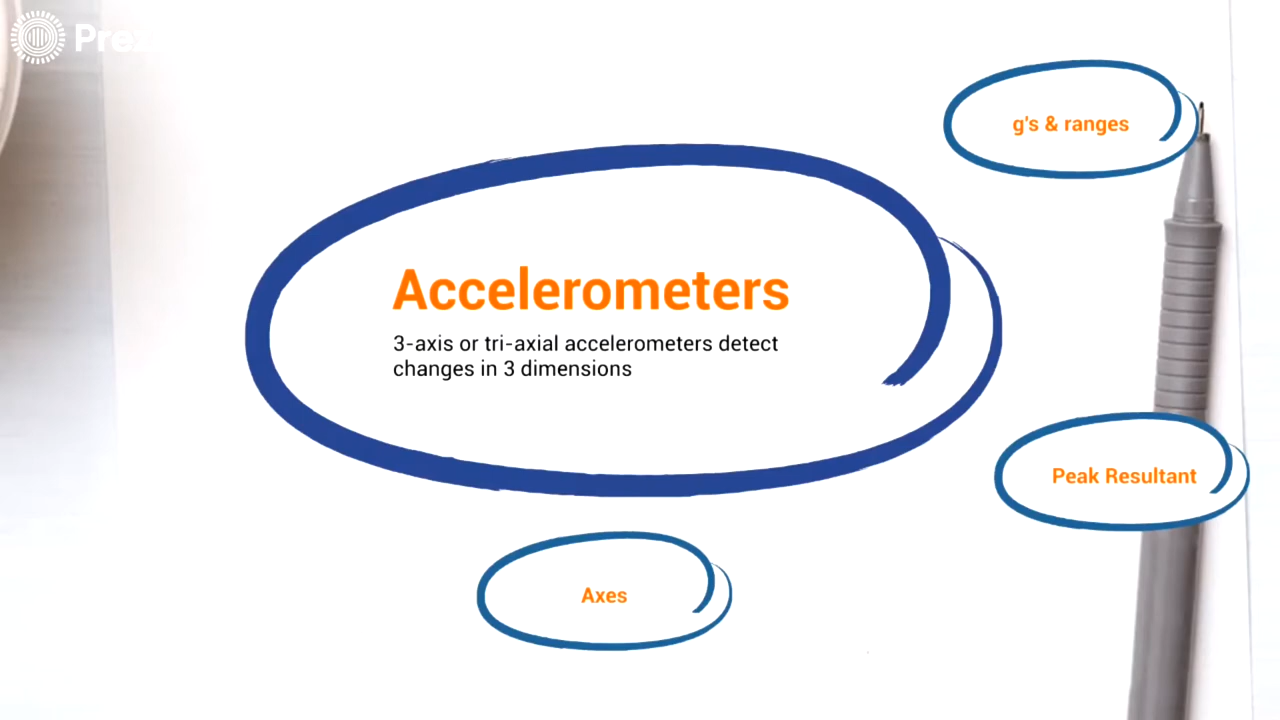 g's & ranges
Accelerometers
3-axis or tri-axial accelerometers detect
changes in 3 dimensions
Peak Resultant
Axes